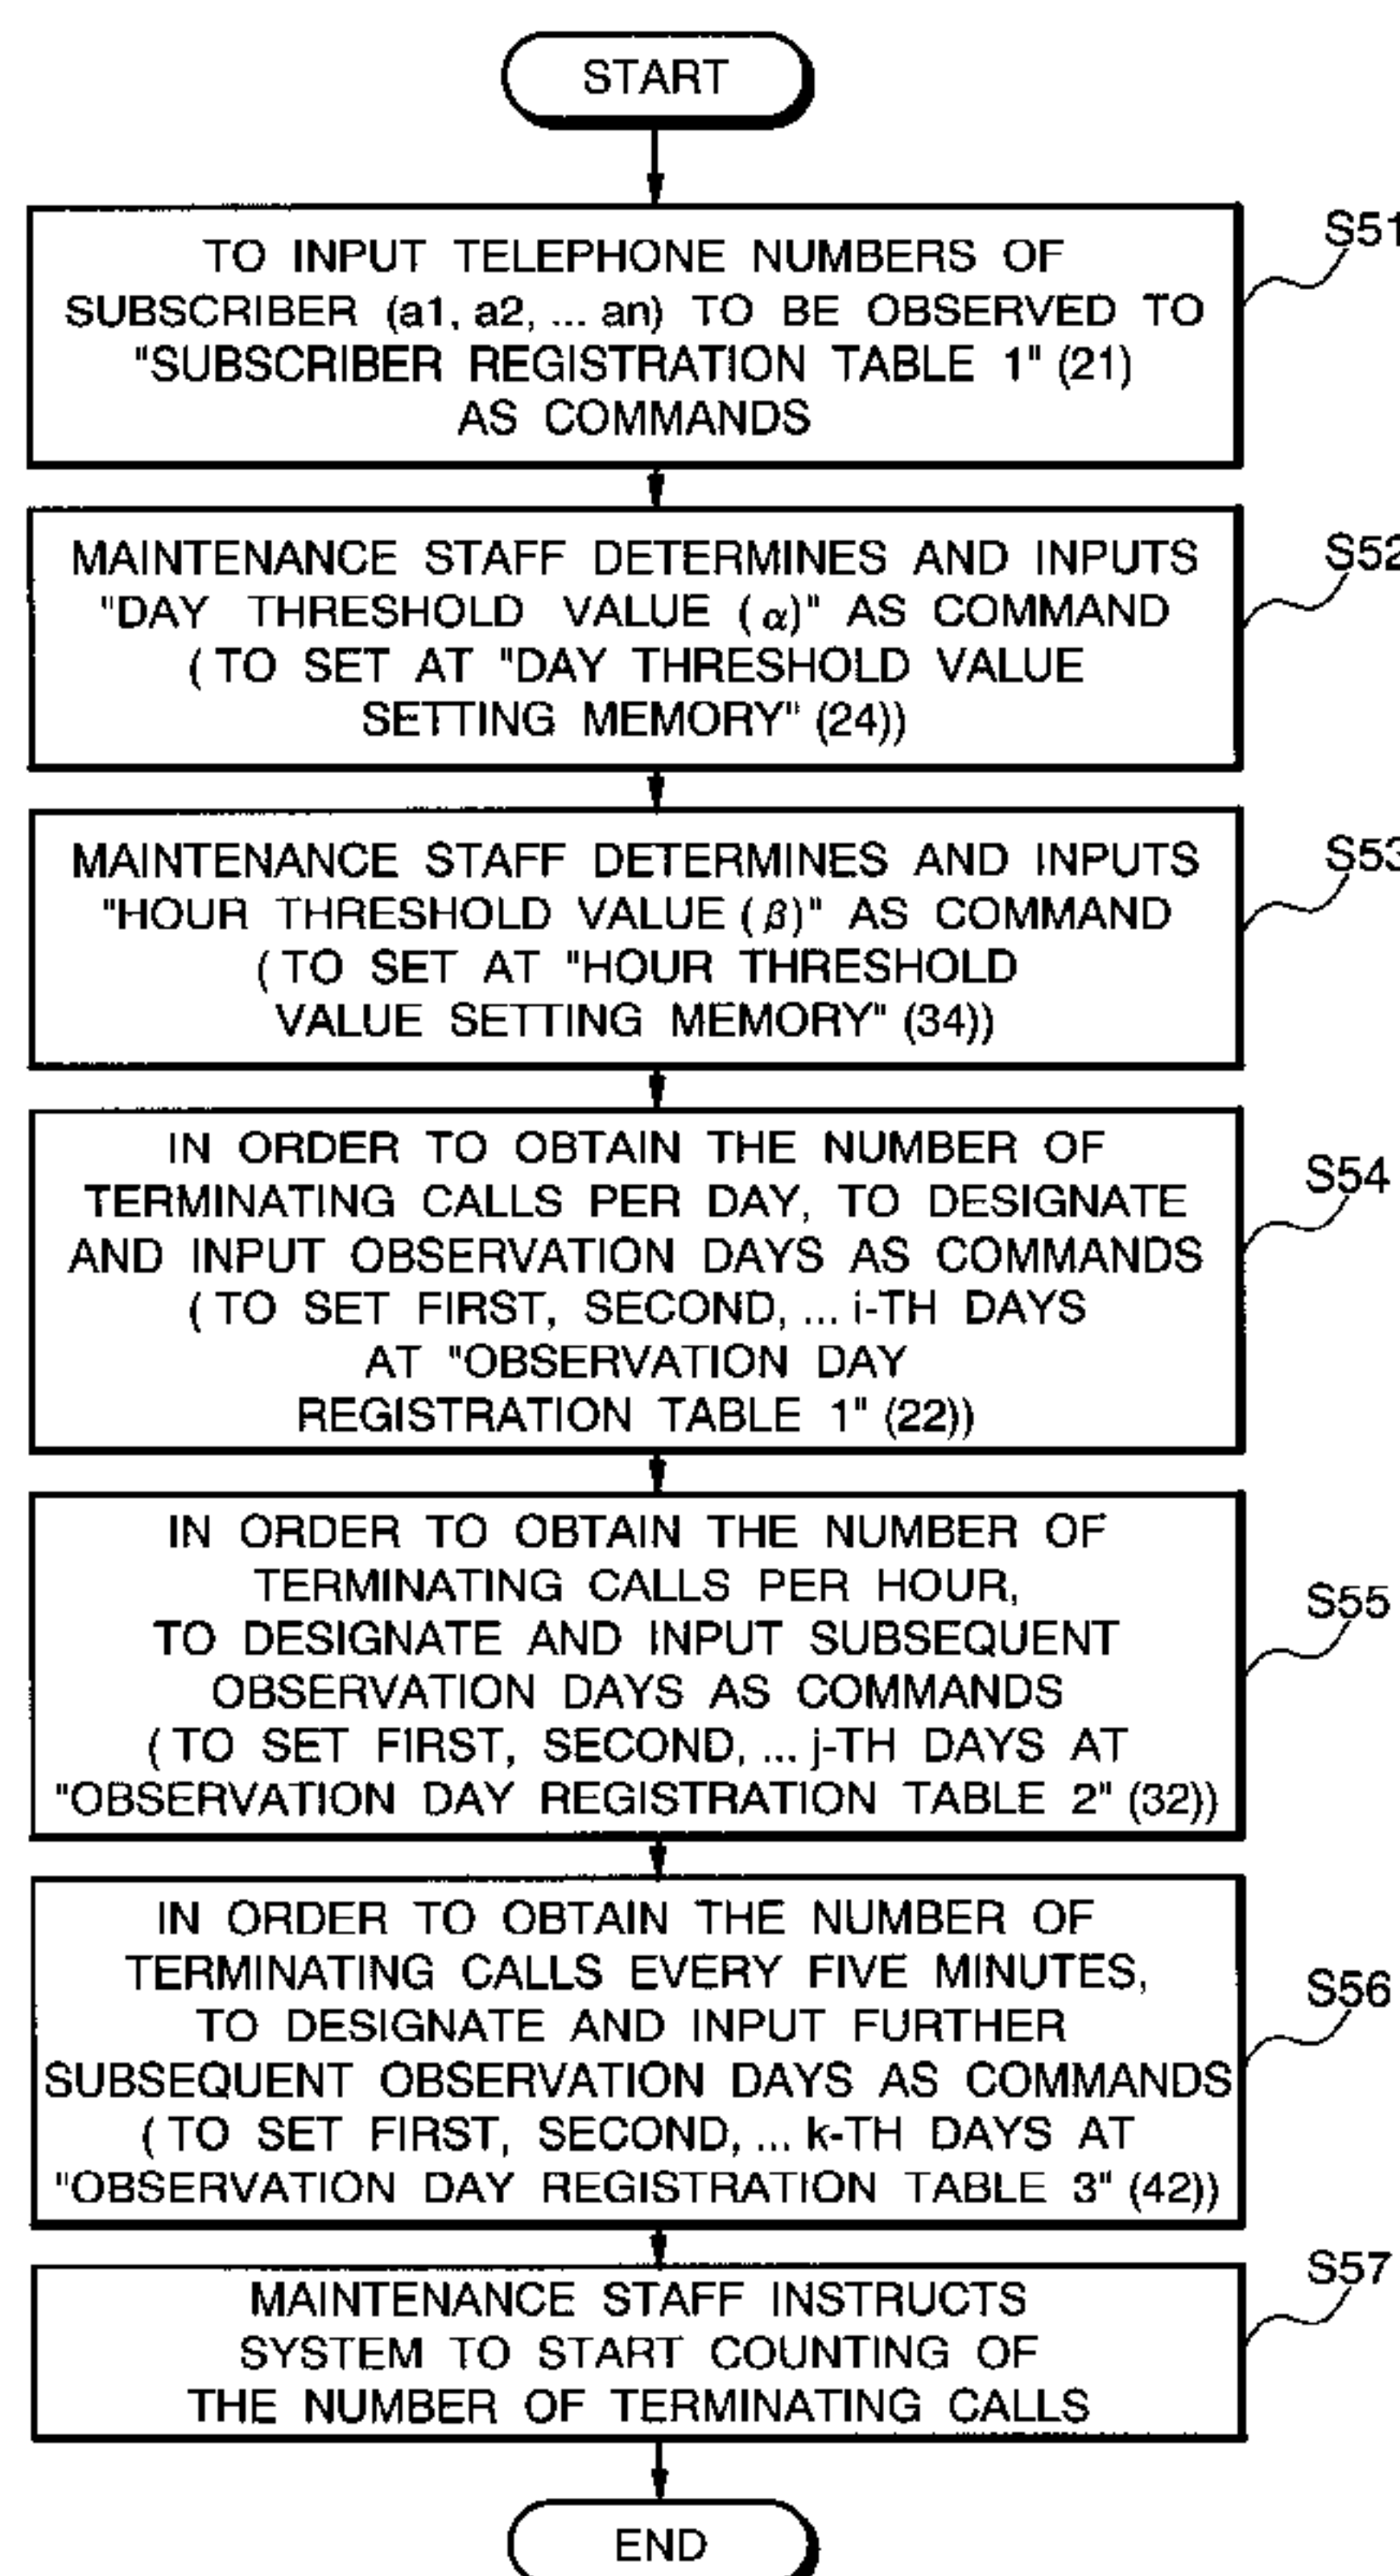 START
TO INPUT TELEPHONE NUMBERS OF
SUBSCRIBER (a1, a2, ... an) TO BE OBSERVED TO
"SUBSCRIBER REGISTRATION TABLE 1" (21)
AS COMMANDS
S51
MAINTENANCE STAFF DETERMINES AND INPUTS
"DAY THRESHOLD VALUE (α)" AS COMMAND
(TO SET AT "DAY THRESHOLD VALUE
SETTING MEMORY" (24))
S52
MAINTENANCE STAFF DETERMINES AND INPUTS
"HOUR THRESHOLD VALUE (β)" AS COMMAND
(TO SET AT "HOUR THRESHOLD
VALUE SETTING MEMORY" (34))
S53
IN ORDER TO OBTAIN THE NUMBER OF
TERMINATING CALLS PER DAY, TO DESIGNATE
AND INPUT OBSERVATION DAYS AS COMMANDS
(TO SET FIRST, SECOND, ... i-TH DAYS
AT "OBSERVATION DAY
REGISTRATION TABLE 1" (22))
S54
IN ORDER TO OBTAIN THE NUMBER OF
TERMINATING CALLS PER HOUR,
TO DESIGNATE AND INPUT SUBSEQUENT
OBSERVATION DAYS AS COMMANDS
(TO SET FIRST, SECOND, ... j-TH DAYS AT
"OBSERVATION DAY REGISTRATION TABLE 2" (32))
S55
IN ORDER TO OBTAIN THE NUMBER OF
TERMINATING CALLS EVERY FIVE MINUTES,
TO DESIGNATE AND INPUT FURTHER
SUBSEQUENT OBSERVATION DAYS AS COMMANDS
(TO SET FIRST, SECOND, ... k-TH DAYS AT
"OBSERVATION DAY REGISTRATION TABLE 3" (42))
S56
MAINTENANCE STAFF INSTRUCTS
SYSTEM TO START COUNTING OF
THE NUMBER OF TERMINATING CALLS
S57
END